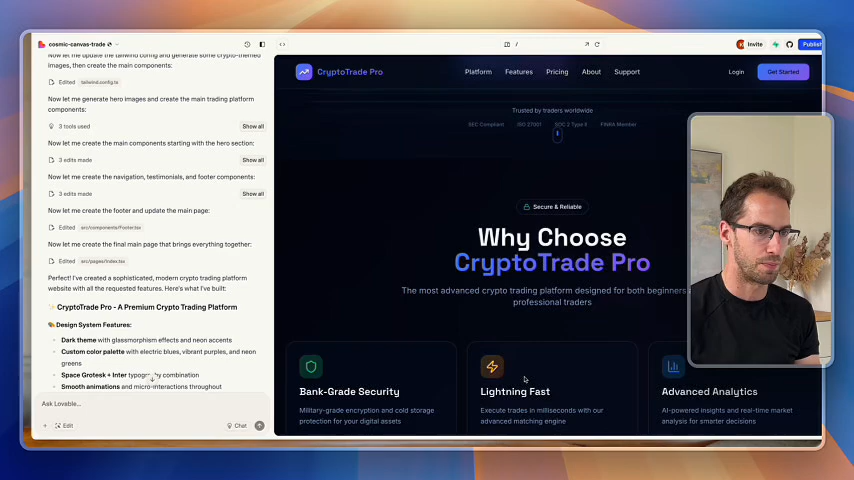 cosmic-canvas-trade
Now let me update the tailwind config and generate some crypto-themed
images, then create the main components:
Edited tailwind.config.ts
Now let me generate hero images and create the main trading platform
components:
3 tools used Show all
Now let me create the main components starting with the hero section:
3 edits made Show all
Now let me create the navigation, testimonials, and footer components:
3 edits made Show all
Now let me create the footer and update the main page:
Edited src/components/Footer.tsx
Now let me create the final main page that brings everything together:
Edited src/pages/Index.tsx
Perfect! I've created a sophisticated, modern crypto trading platform
website with all the requested features. Here's what I've built:
✨ CryptoTrade Pro - A Premium Crypto Trading Platform
🎨 Design System Features:
Dark theme with glassmorphism effects and neon accents
Custom color palette with electric blues, vibrant purples, and neon
greens
Space Grotesk + Inter typography combination
Smooth animations and micro-interactions throughout
Ask Lovable...
+ Edit Chat
/
Invite
Publish
CryptoTrade Pro
Platform Features Pricing About Support
Login Get Started
Trusted by traders worldwide
SEC Compliant ISO 27001 SOC 2 Type II FINRA Member
Secure & Reliable
Why Choose
CryptoTrade Pro
The most advanced crypto trading platform designed for both beginners
professional traders
Bank-Grade Security
Military-grade encryption and cold storage
protection for your digital assets
Lightning Fast
Execute trades in milliseconds with our
advanced matching engine
Advanced Analytics
AI-powered insights and real-time market
analysis for smarter decisions